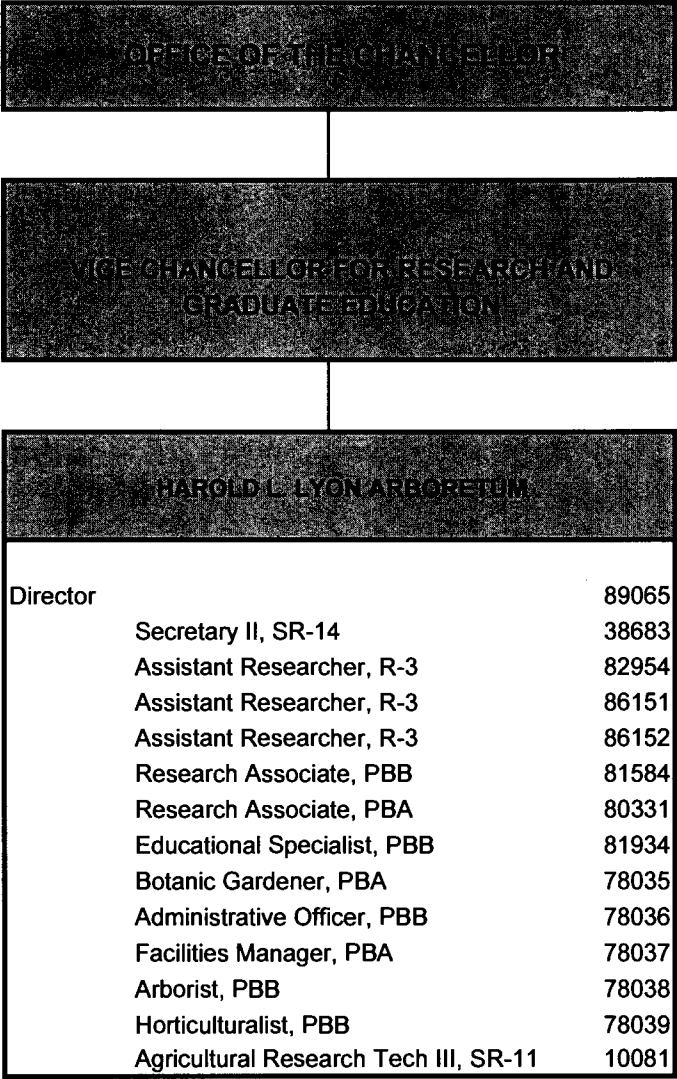 OFFICE OF THE CHANCELLOR
VICE CHANCELLOR FOR RESEARCH AND
GRADUATE EDUCATION
HAROLD L. LYON ARBORETUM
Director 89065
Secretary II, SR-14 38683
Assistant Researcher, R-3 82954
Assistant Researcher, R-3 86151
Assistant Researcher, R-3 86152
Research Associate, PBB 81584
Research Associate, PBA 80331
Educational Specialist, PBB 81934
Botanic Gardener, PBA 78035
Administrative Officer, PBB 78036
Facilities Manager, PBA 78037
Arborist, PBB 78038
Horticulturalist, PBB 78039
Agricultural Research Tech III, SR-11 10081